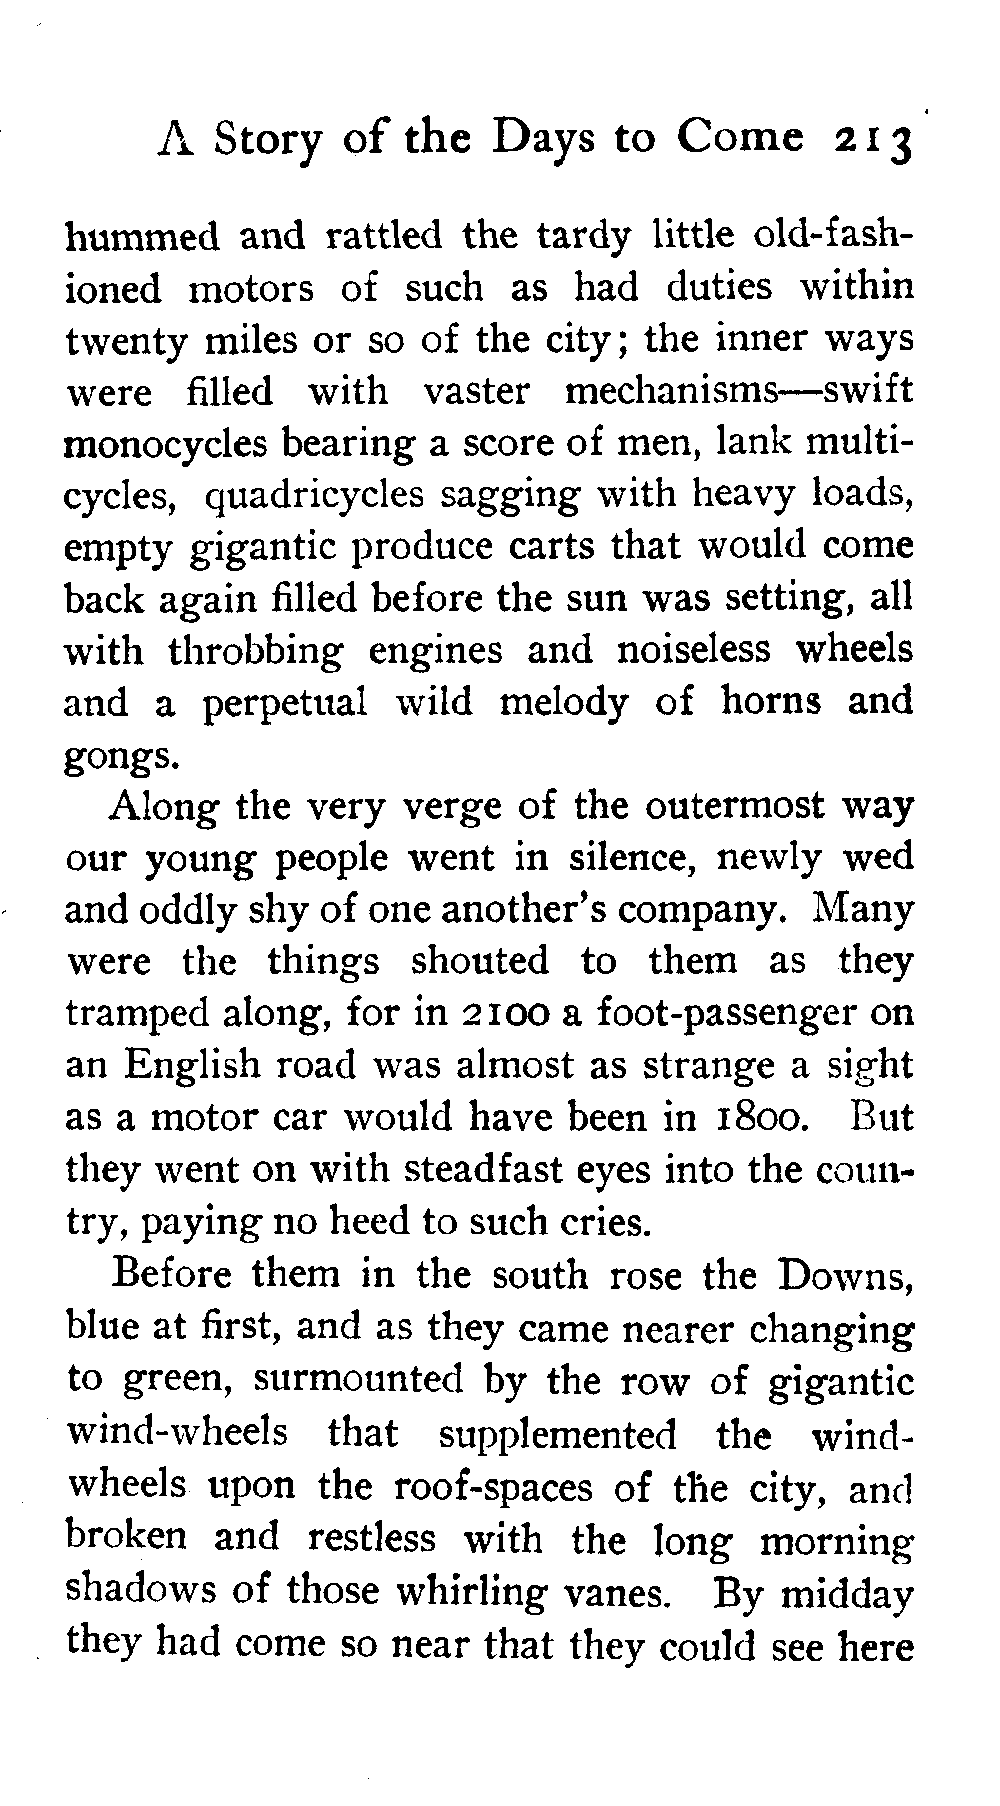 A Story of the Days to Come 213
hummed and rattled the tardy little old-fash-
ioned motors of such as had duties within
twenty miles or so of the city; the inner ways
were filled with vaster mechanisms—swift
monocycles bearing a score of men, lank multi-
cycles, quadricycles sagging with heavy loads,
empty gigantic produce carts that would come
back again filled before the sun was setting, all
with throbbing engines and noiseless wheels
and a perpetual wild melody of horns and
gongs.
Along the very verge of the outermost way
our young people went in silence, newly wed
and oddly shy of one another's company. Many
were the things shouted to them as they
tramped along, for in 2100 a foot-passenger on
an English road was almost as strange a sight
as a motor car would have been in 1800. But
they went on with steadfast eyes into the coun-
try, paying no heed to such cries.
Before them in the south rose the Downs,
blue at first, and as they came nearer changing
to green, surmounted by the row of gigantic
wind-wheels that supplemented the wind-
wheels upon the roof-spaces of the city, and
broken and restless with the long morning
shadows of those whirling vanes. By midday
they had come so near that they could see here